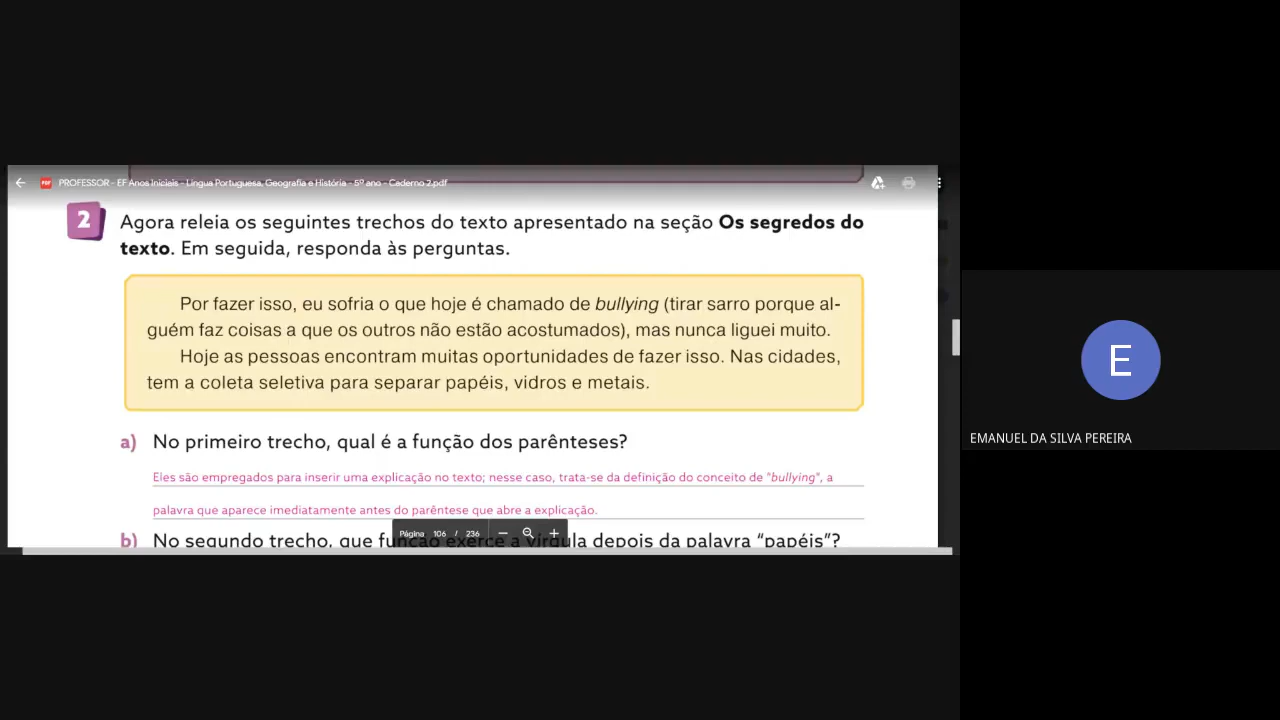 PROFESSOR - EF Anos Iniciais - Língua Portuguesa, Geografia e História - 5º ano - Caderno 2.pdf
2
Agora releia os seguintes trechos do texto apresentado na seção Os segredos do
texto. Em seguida, responda às perguntas.
Por fazer isso, eu sofria o que hoje é chamado de bullying (tirar sarro porque al-
guém faz coisas a que os outros não estão acostumados), mas nunca liguei muito.
Hoje as pessoas encontram muitas oportunidades de fazer isso. Nas cidades,
tem a coleta seletiva para separar papéis, vidros e metais.
a) No primeiro trecho, qual é a função dos parênteses?
Eles são empregados para inserir uma explicação no texto; nesse caso, trata-se da definição do conceito de "bullying", a
palavra que aparece imediatamente antes do parêntese que abre a explicação.
Página 106 / 236
b) No segundo trecho, que função exerce a vírgula depois da palavra “papéis”?
E
EMANUEL DA SILVA PEREIRA